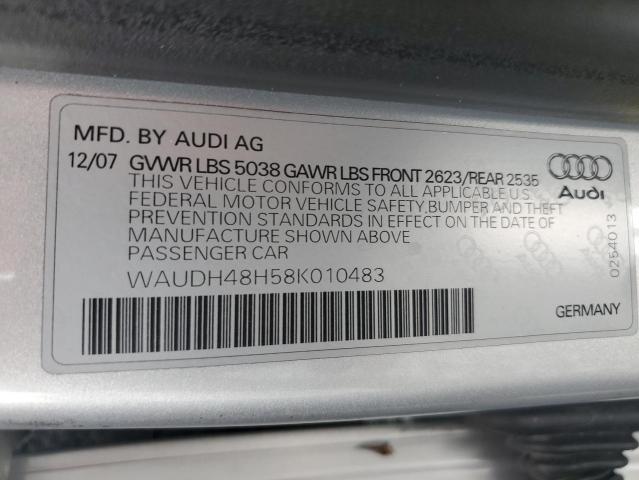 MFD. BY AUDI AG
12/07 GVWR LBS 5038 GAWR LBS FRONT 2623/REAR 2535
THIS VEHICLE CONFORMS TO ALL APPLICABLE U.S
FEDERAL MOTOR VEHICLE SAFETY,BUMPER AND THEFT
PREVENTION STANDARDS IN EFFECT ON THE DATE OF
MANUFACTURE SHOWN ABOVE
PASSENGER CAR
WAUDH48H58K010483
Audi
0254013
GERMANY